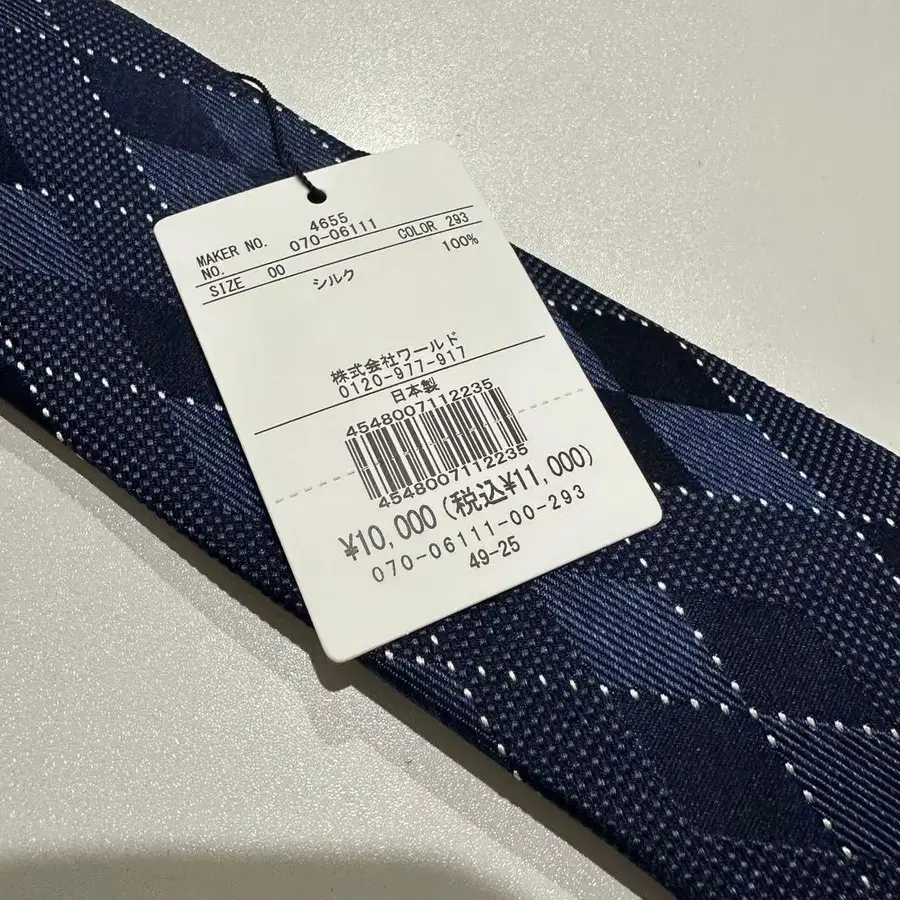 4655
MAKER NO. 070-06111
NO. COLOR 293
SIZE 00
シルク 100%
株式会社ワールド
0120-977-917
日本製
4548007112235
4548007112235
¥10,000 (税込¥11,000)
070-06111-00-293
49-25